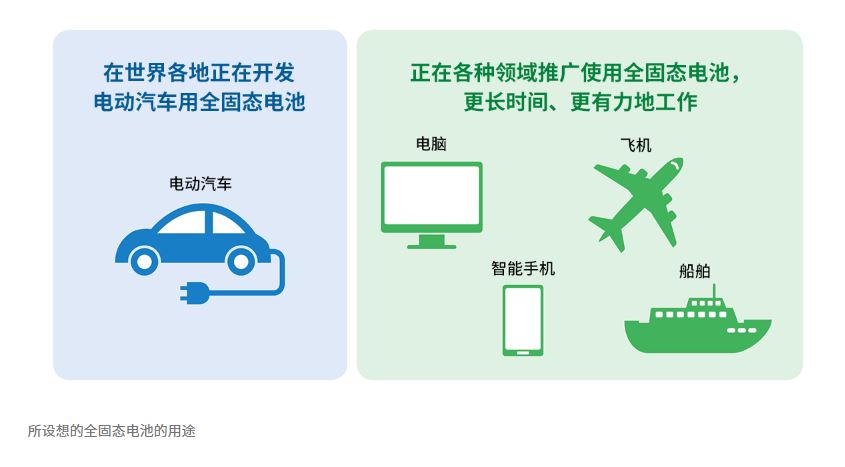 在世界各地正在开发
电动汽车用全固态电池
电动汽车
正在各种领域推广使用全固态电池，
更长时间、更有力地工作
电脑
飞机
智能手机
船舶
所设想的全固态电池的用途